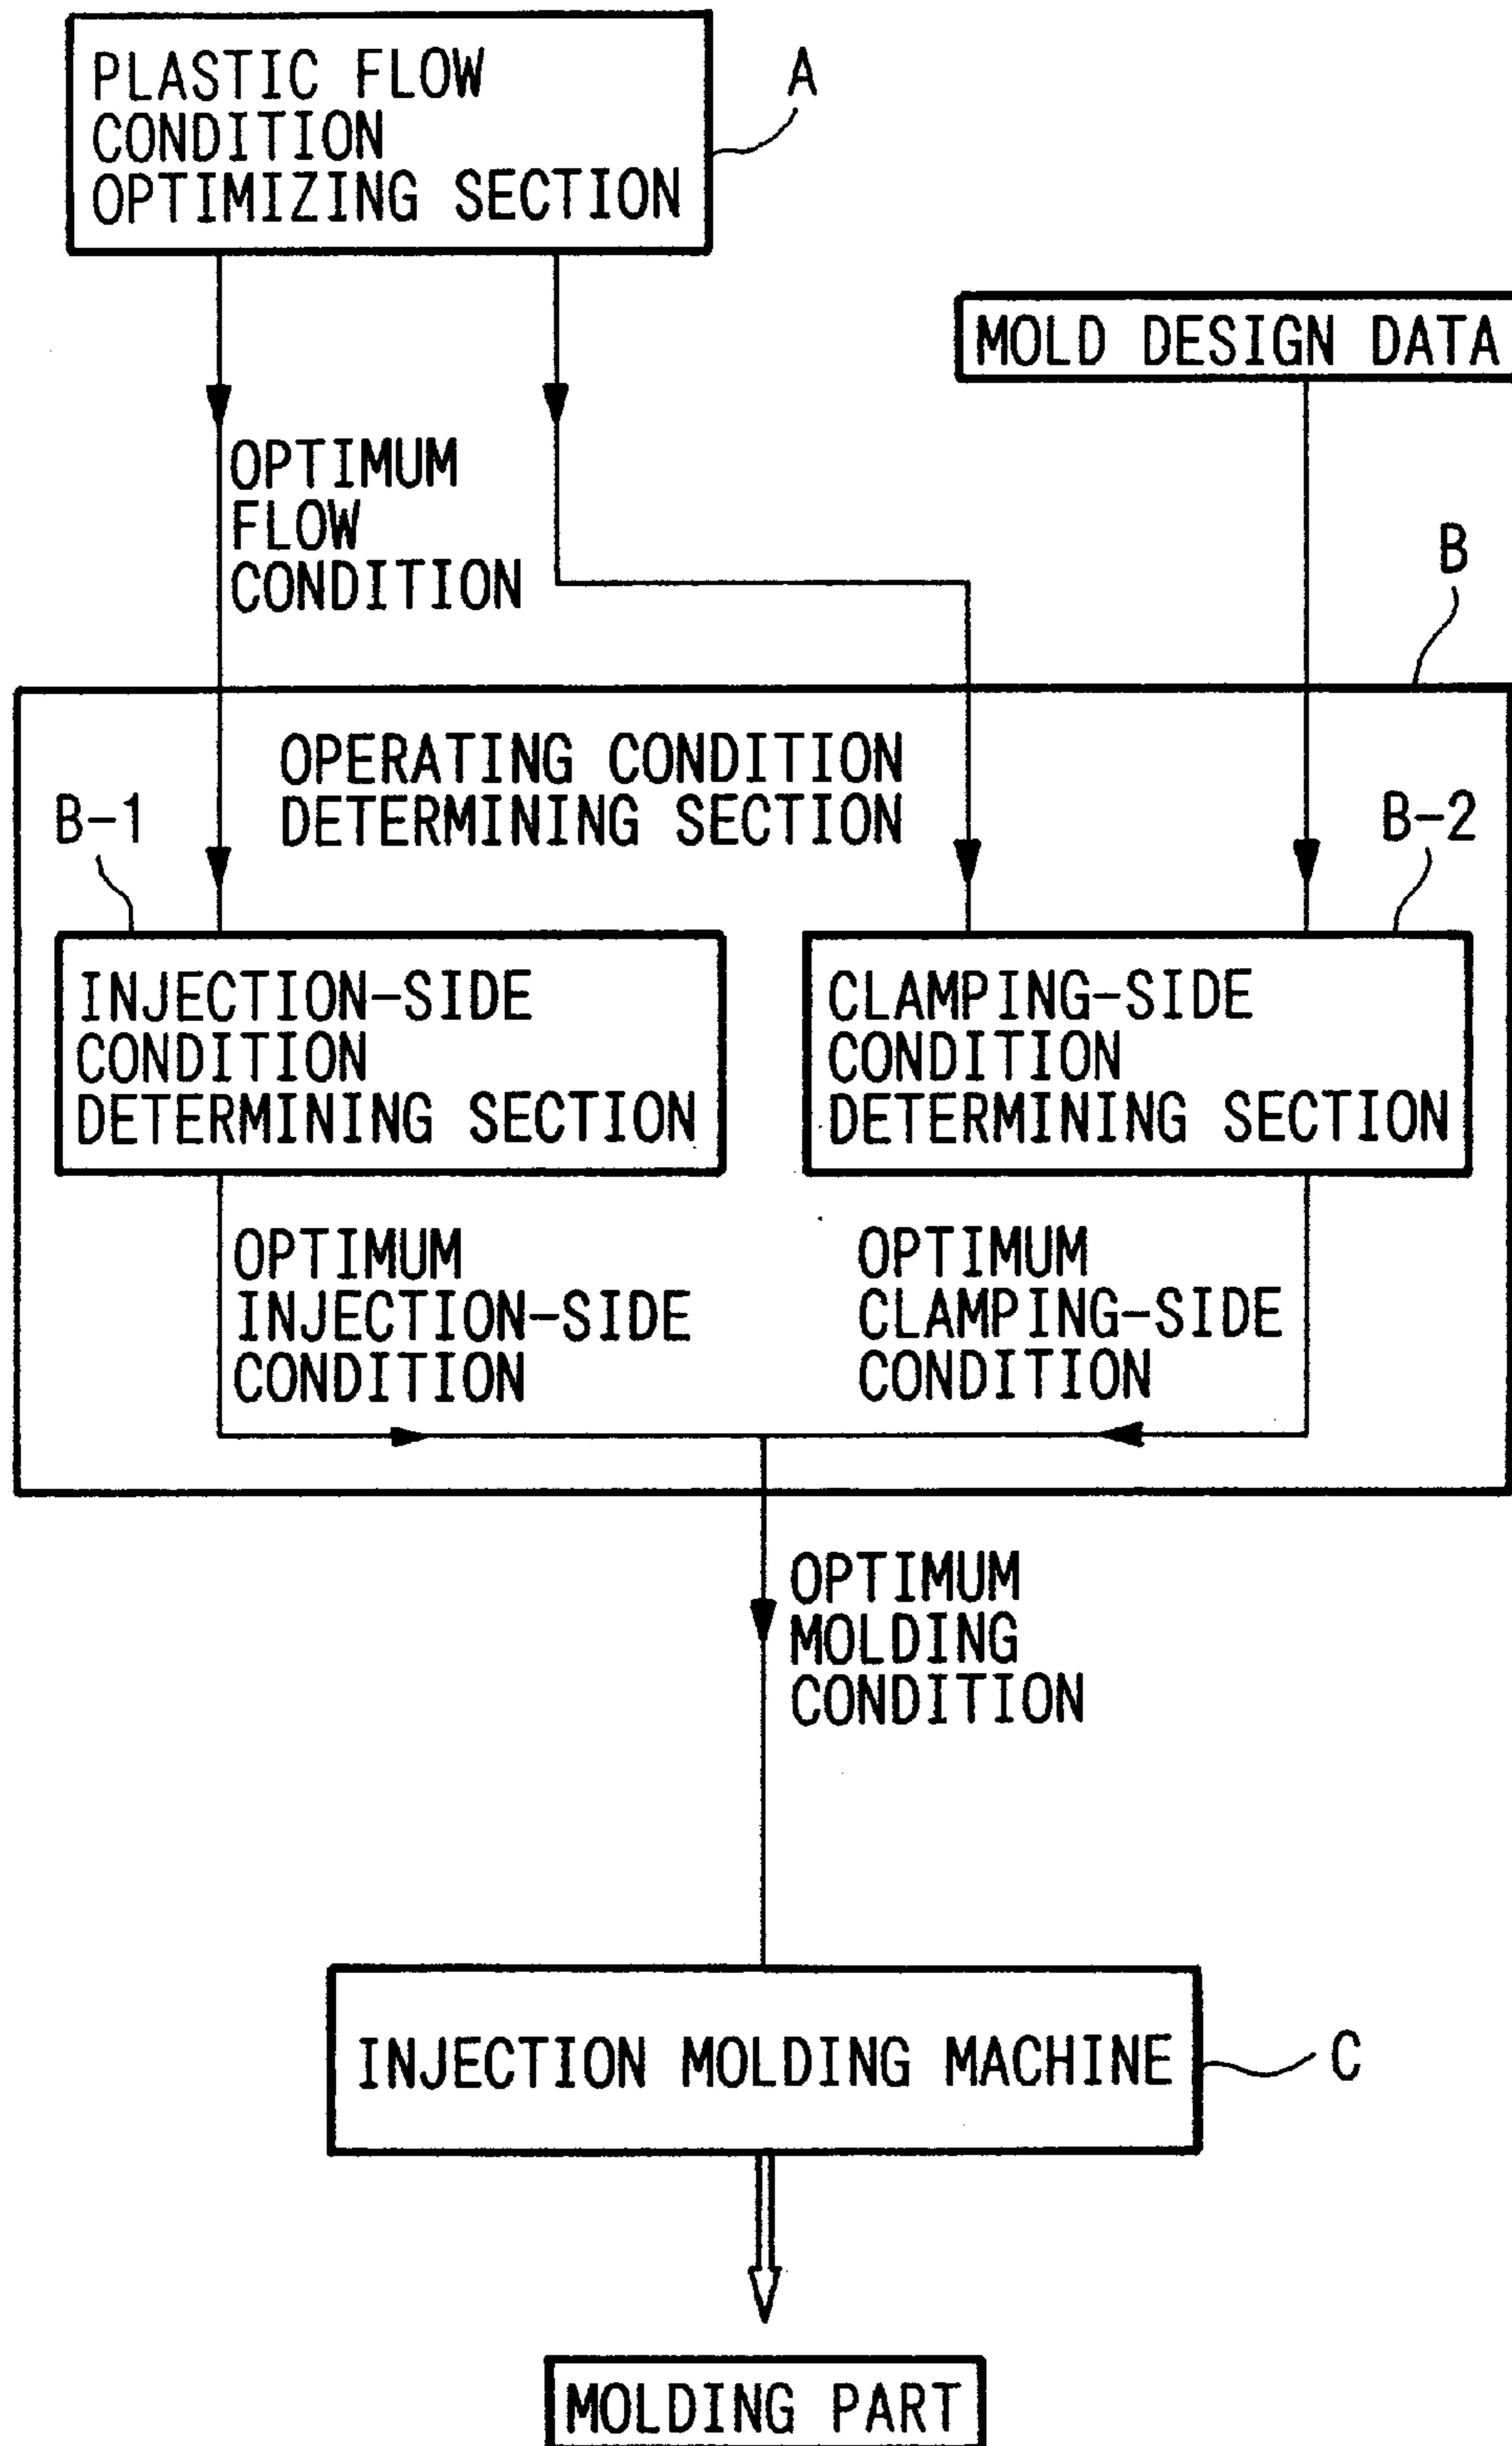 PLASTIC FLOW
CONDITION
OPTIMIZING SECTION
A
MOLD DESIGN DATA
OPTIMUM
FLOW
CONDITION
B
OPERATING CONDITION
DETERMINING SECTION
B-1
B-2
INJECTION-SIDE
CONDITION
DETERMINING SECTION
CLAMPING-SIDE
CONDITION
DETERMINING SECTION
OPTIMUM
INJECTION-SIDE
CONDITION
OPTIMUM
CLAMPING-SIDE
CONDITION
OPTIMUM
MOLDING
CONDITION
INJECTION MOLDING MACHINE
C
MOLDING PART